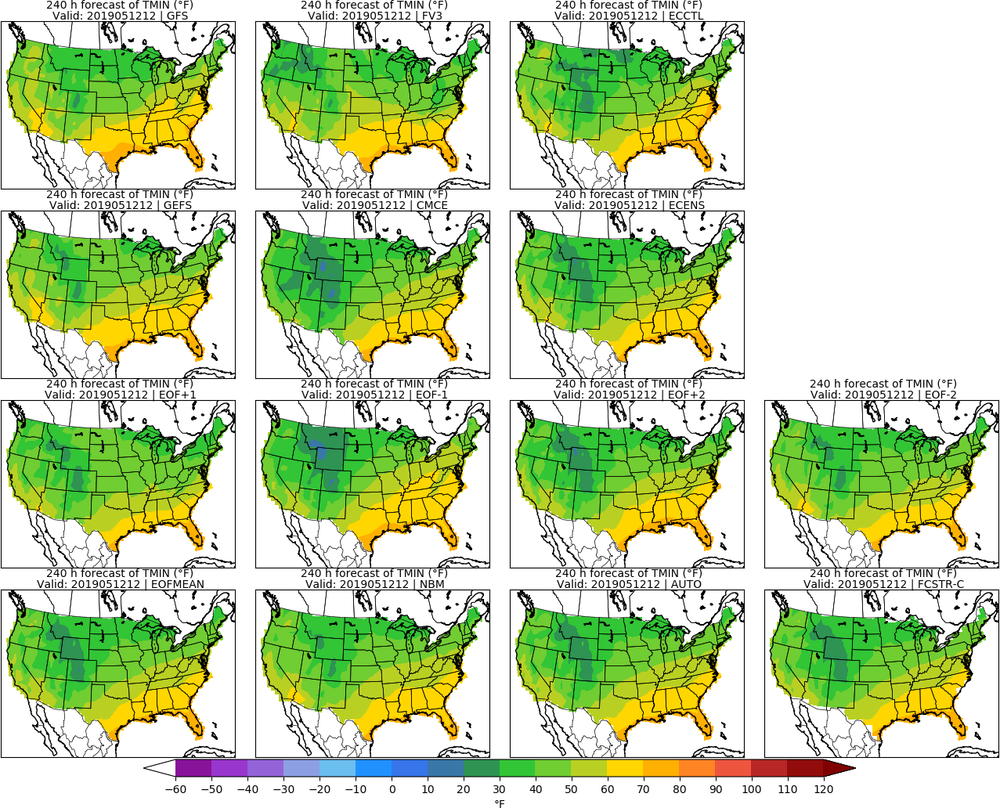 240 h forecast of TMIN (°F)
Valid: 2019051212 | GFS
240 h forecast of TMIN (°F)
Valid: 2019051212 | FV3
240 h forecast of TMIN (°F)
Valid: 2019051212 | ECCTL
240 h forecast of TMIN (°F)
Valid: 2019051212 | GEFS
240 h forecast of TMIN (°F)
Valid: 2019051212 | CMCE
240 h forecast of TMIN (°F)
Valid: 2019051212 | ECENS
240 h forecast of TMIN (°F)
Valid: 2019051212 | EOF+1
240 h forecast of TMIN (°F)
Valid: 2019051212 | EOF-1
240 h forecast of TMIN (°F)
Valid: 2019051212 | EOF+2
240 h forecast of TMIN (°F)
Valid: 2019051212 | EOF-2
240 h forecast of TMIN (°F)
Valid: 2019051212 | EOFMEAN
240 h forecast of TMIN (°F)
Valid: 2019051212 | NBM
240 h forecast of TMIN (°F)
Valid: 2019051212 | AUTO
240 h forecast of TMIN (°F)
Valid: 2019051212 | FCSTR-C
−60 −50 −40 −30 −20 −10 0 10 20 30 40 50 60 70 80 90 100 110 120
°F